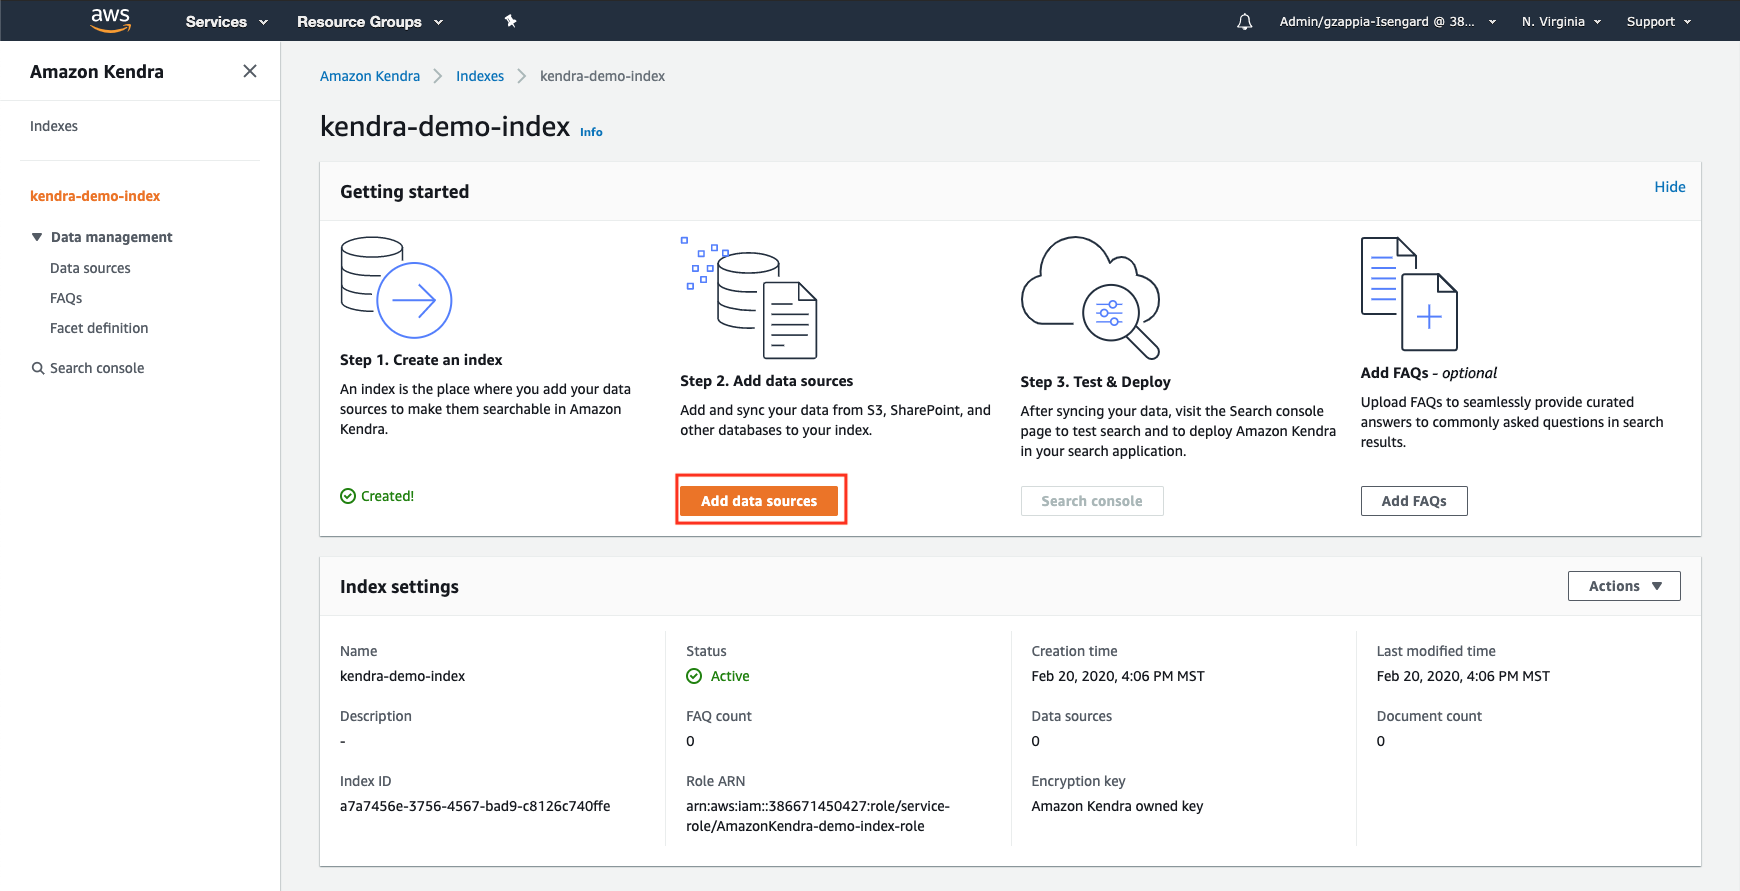 aws
Services
Resource Groups
Admin/gzappia-Isengard @ 38...
N. Virginia
Support
Amazon Kendra
Indexes
kendra-demo-index
Data management
Data sources
FAQs
Facet definition
Search console
Amazon Kendra
Indexes
kendra-demo-index
kendra-demo-index Info
Getting started
Hide
Step 1. Create an index
An index is the place where you add your data
sources to make them searchable in Amazon
Kendra.
Created!
Step 2. Add data sources
Add and sync your data from S3, SharePoint, and
other databases to your index.
Add data sources
Step 3. Test & Deploy
After syncing your data, visit the Search console
page to test search and to deploy Amazon Kendra
in your search application.
Search console
Add FAQs - optional
Upload FAQs to seamlessly provide curated
answers to commonly asked questions in search
results.
Add FAQs
Index settings
Actions
Name
kendra-demo-index
Description
-
Index ID
a7a7456e-3756-4567-bad9-c8126c740ffe
Status
Active
FAQ count
0
Role ARN
arn:aws:iam::386671450427:role/service-
role/AmazonKendra-demo-index-role
Creation time
Feb 20, 2020, 4:06 PM MST
Data sources
0
Encryption key
Amazon Kendra owned key
Last modified time
Feb 20, 2020, 4:06 PM MST
Document count
0